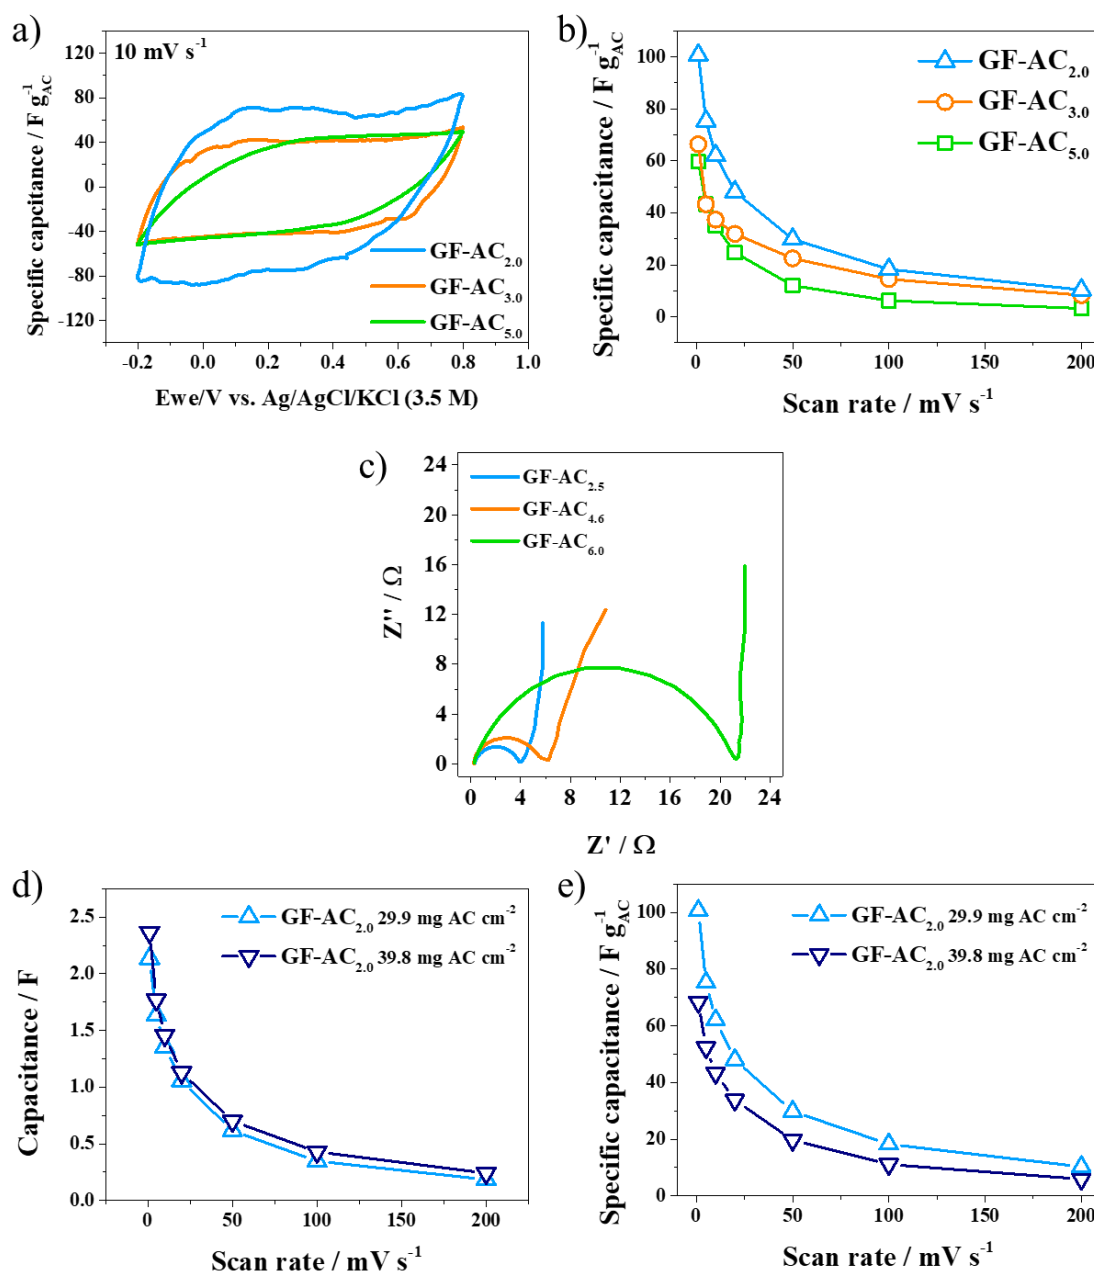 a)
10 mV s⁻¹
Specific capcitance / F g⁻¹AC
120
80
40
0
-40
-80
-120
GF-AC2.0
GF-AC3.0
GF-AC5.0
-0.2 0.0 0.2 0.4 0.6 0.8 1.0
Ewe/V vs. Ag/AgCl/KCl (3.5 M)
b)
Specific capacitance / F g⁻¹AC
100
80
60
40
20
0
GF-AC2.0
GF-AC3.0
GF-AC5.0
0 50 100 150 200
Scan rate / mV s⁻¹
c)
Z'' / Ω
24
20
16
12
8
4
0
GF-AC2.5
GF-AC4.6
GF-AC6.0
0 4 8 12 16 20 24
Z' / Ω
d)
Capacitance / F
2.5
2.0
1.5
1.0
0.5
0.0
GF-AC2.0 29.9 mg AC cm⁻²
GF-AC2.0 39.8 mg AC cm⁻²
0 50 100 150 200
Scan rate / mV s⁻¹
e)
Specific capacitance / F g⁻¹AC
100
80
60
40
20
0
GF-AC2.0 29.9 mg AC cm⁻²
GF-AC2.0 39.8 mg AC cm⁻²
0 50 100 150 200
Scan rate / mV s⁻¹